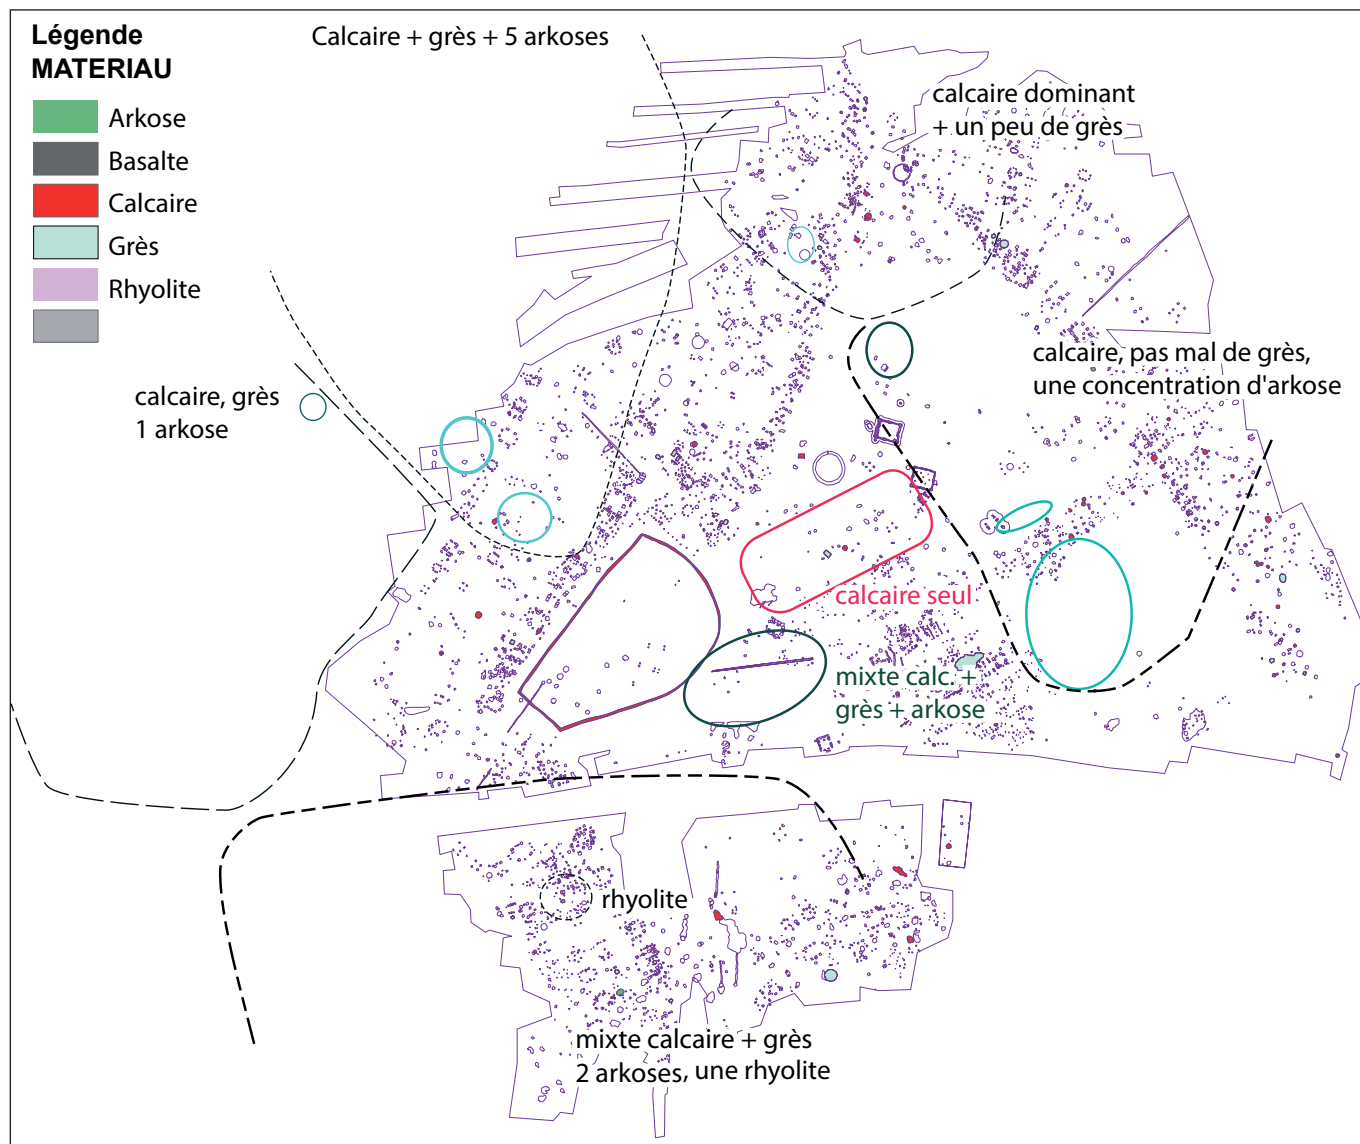 Légende
MATERIAU
Arkose
Basalte
Calcaire
Grès
Rhyolite
Calcaire + grès + 5 arkoses
calcaire dominant
+ un peu de grès
calcaire, pas mal de grès,
une concentration d'arkose
calcaire, grès
1 arkose
calcaire seul
mixte calc. +
grès + arkose
rhyolite
mixte calcaire + grès
2 arkoses, une rhyolite